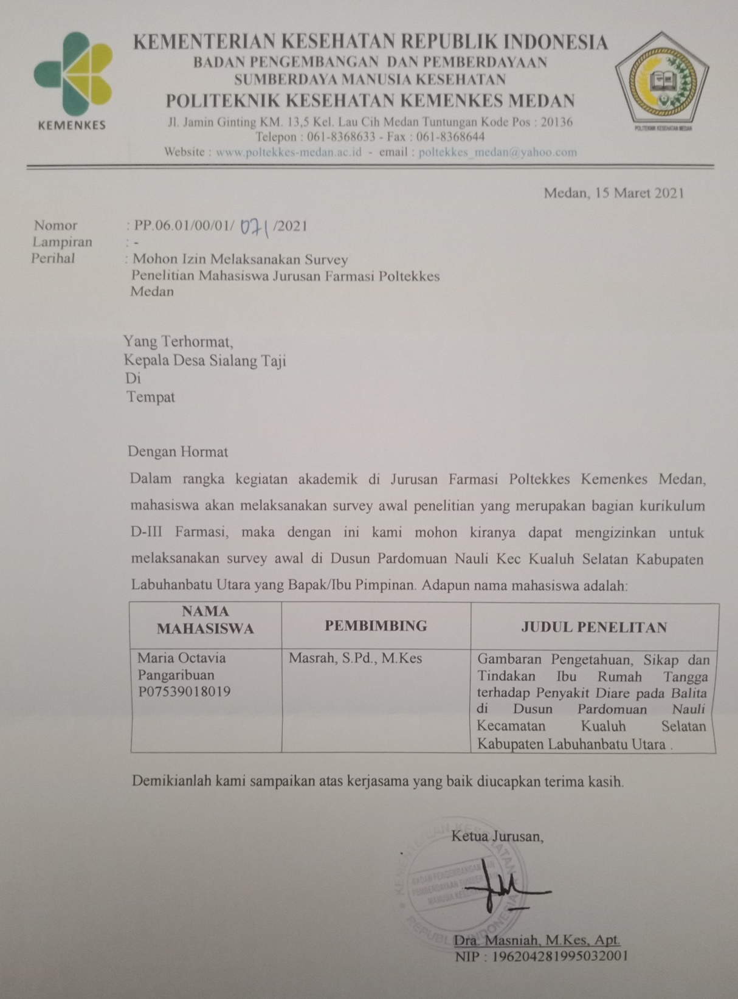 KEMENTERIAN KESEHATAN REPUBLIK INDONESIA
BADAN PENGEMBANGAN DAN PEMBERDAYAAN
SUMBERDAYA MANUSIA KESEHATAN
POLITEKNIK KESEHATAN KEMENKES MEDAN
Jl. Jamin Ginting KM. 13,5 Kel. Lau Cih Medan Tuntungan Kode Pos : 20136
Telepon : 061-8368633 - Fax : 061-8368644
Website : www.poltekkes-medan.ac.id - email : poltekkes_medan@yahoo.com
KEMENKES
POLITEKNIK KESEHATAN MEDAN
Medan, 15 Maret 2021
Nomor : PP.06.01/00/01/ 071 /2021
Lampiran : -
Perihal : Mohon Izin Melaksanakan Survey
Penelitian Mahasiswa Jurusan Farmasi Poltekkes
Medan
Yang Terhormat,
Kepala Desa Sialang Taji
Di
Tempat
Dengan Hormat
Dalam rangka kegiatan akademik di Jurusan Farmasi Poltekkes Kemenkes Medan,
mahasiswa akan melaksanakan survey awal penelitian yang merupakan bagian kurikulum
D-III Farmasi, maka dengan ini kami mohon kiranya dapat mengizinkan untuk
melaksanakan survey awal di Dusun Pardomuan Nauli Kec Kualuh Selatan Kabupaten
Labuhanbatu Utara yang Bapak/Ibu Pimpinan. Adapun nama mahasiswa adalah:
NAMA
MAHASISWA
PEMBIMBING
JUDUL PENELITAN
Maria Octavia
Pangaribuan
P07539018019
Masrah, S.Pd., M.Kes
Gambaran Pengetahuan, Sikap dan
Tindakan Ibu Rumah Tangga
terhadap Penyakit Diare pada Balita
di Dusun Pardomuan Nauli
Kecamatan Kualuh Selatan
Kabupaten Labuhanbatu Utara .
Demikianlah kami sampaikan atas kerjasama yang baik diucapkan terima kasih.
Ketua Jurusan,
KEMENTERIAN KESEHATAN
BADAN PENGEMBANGAN DAN
PEMBERDAYAAN SUMBER
MANUSIA KESEHATAN
REPUBLIK INDONESIA
Dra. Masniah, M.Kes, Apt.
NIP : 196204281995032001